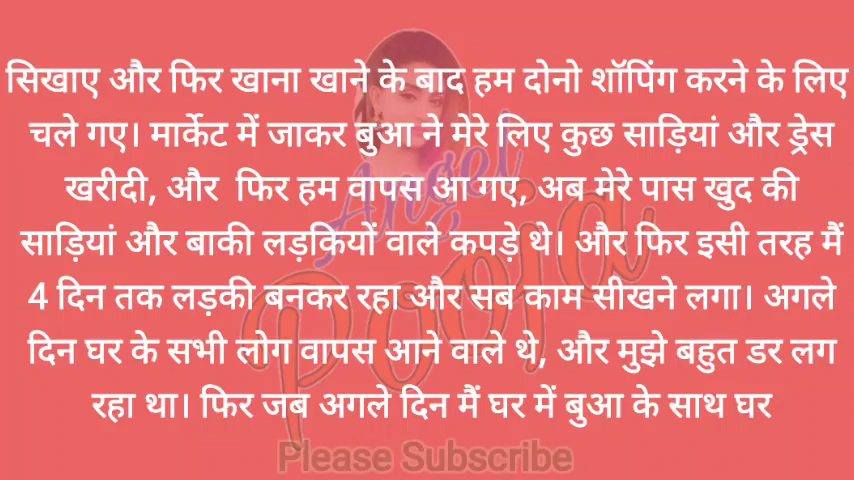 सिखाए और फिर खाना खाने के बाद हम दोनो शॉपिंग करने के लिए
चले गए। मार्केट में जाकर बुआ ने मेरे लिए कुछ साड़ियां और ड्रेस
खरीदी, और फिर हम वापस आ गए, अब मेरे पास खुद की
साड़ियां और बाकी लड़कियों वाले कपड़े थे। और फिर इसी तरह मैं
4 दिन तक लड़की बनकर रहा और सब काम सीखने लगा। अगले
दिन घर के सभी लोग वापस आने वाले थे, और मुझे बहुत डर लग
रहा था। फिर जब अगले दिन मैं घर में बुआ के साथ घर
Angel
Pooja
Please Subscribe